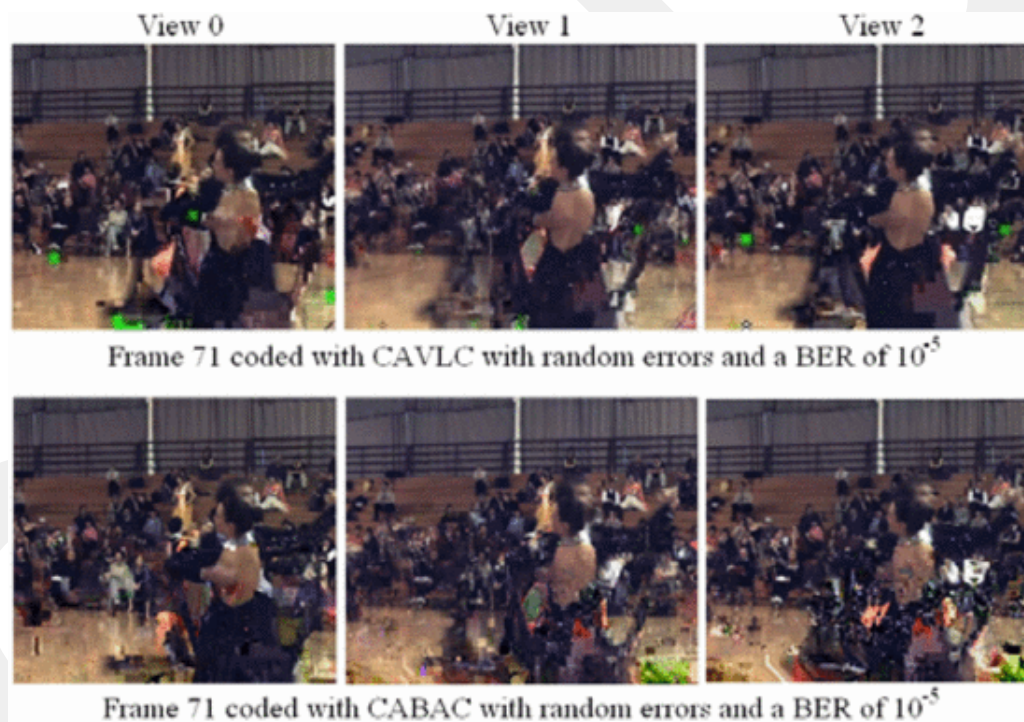 View 0 View 1 View 2
Frame 71 coded with CAVLC with random errors and a BER of 10⁻⁵
Frame 71 coded with CABAC with random errors and a BER of 10⁻⁵